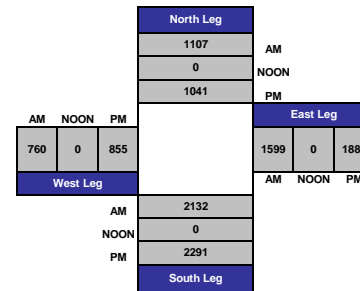 North Leg
1107 AM
0 NOON
1041 PM
East Leg
AM NOON PM
760 0 855
1599 0
West Leg
AM NOON PM
AM 2132
NOON 0
PM 2291
South Leg